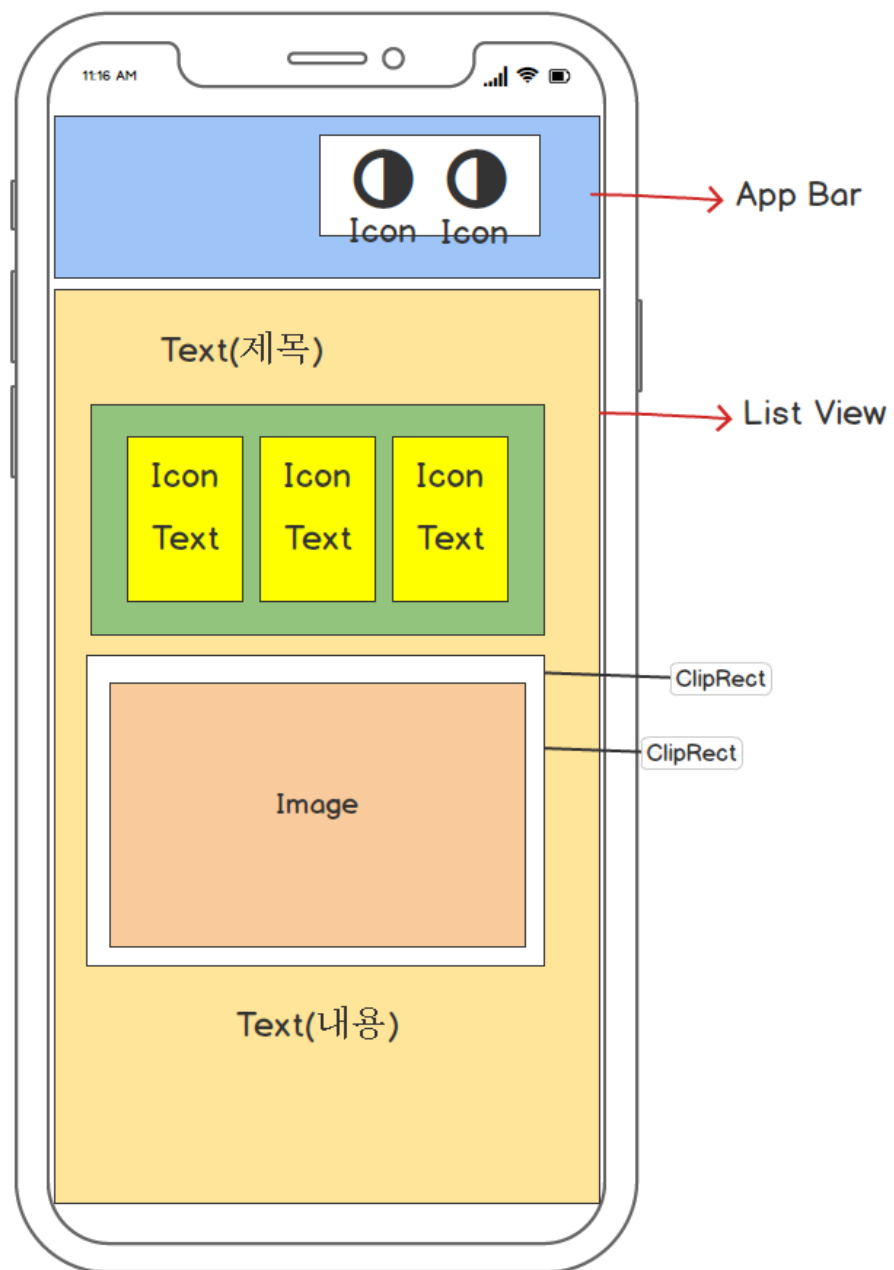 11:16 AM
Icon Icon
App Bar
Text(제목)
List View
Icon Icon Icon
Text Text Text
ClipRect
ClipRect
Image
Text(내용)